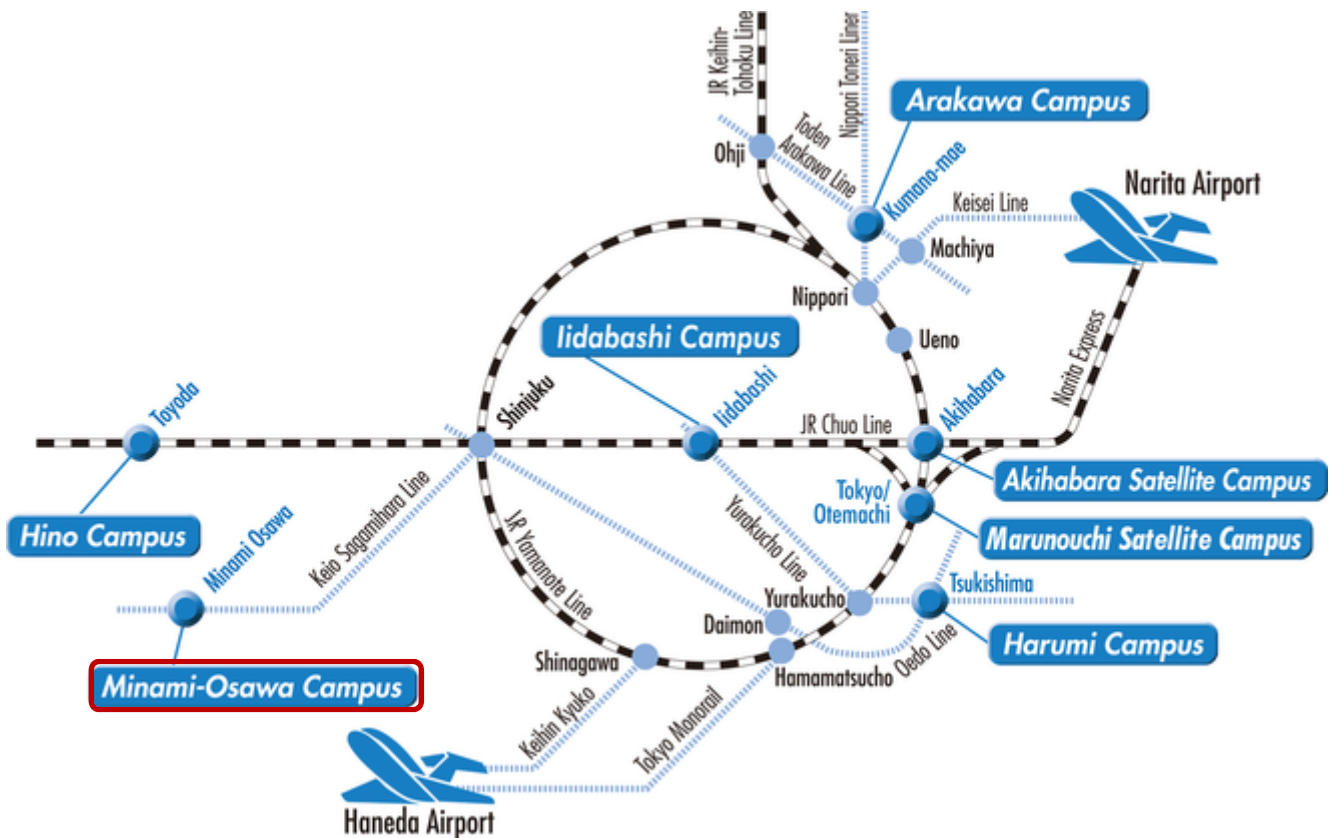 JR Keihin-
Tohoku Line
Nippori Toneri Liner
Arakawa Campus
Toden
Arakawa Line
Ohji
Kumano-mae
Narita Airport
Keisei Line
Machiya
Nippori
Ueno
Iidabashi Campus
Narita Express
Toyoda
Shinjuku
Iidabashi
JR Chuo Line
Akihabara
Akihabara Satellite Campus
Hino Campus
Keio Sagamihara Line
Tokyo/
Otemachi
Marunouchi Satellite Campus
Minami Osawa
JR Yamanote Line
Yurakucho Line
Yurakucho
Tsukishima
Daimon
Harumi Campus
Minami-Osawa Campus
Shinagawa
Hamamatsucho
Oedo Line
Keihin Kyuko
Tokyo Monorail
Haneda Airport